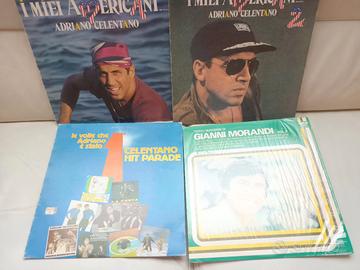 I MIEI AMERICANI
ADRIANO CELENTANO
I MIEI AMERICANI
ADRIANO CELENTANO
2
le volte che
Adriano
è stato
1
CELENTANO
HIT PARADE
GIANNI MORANDI